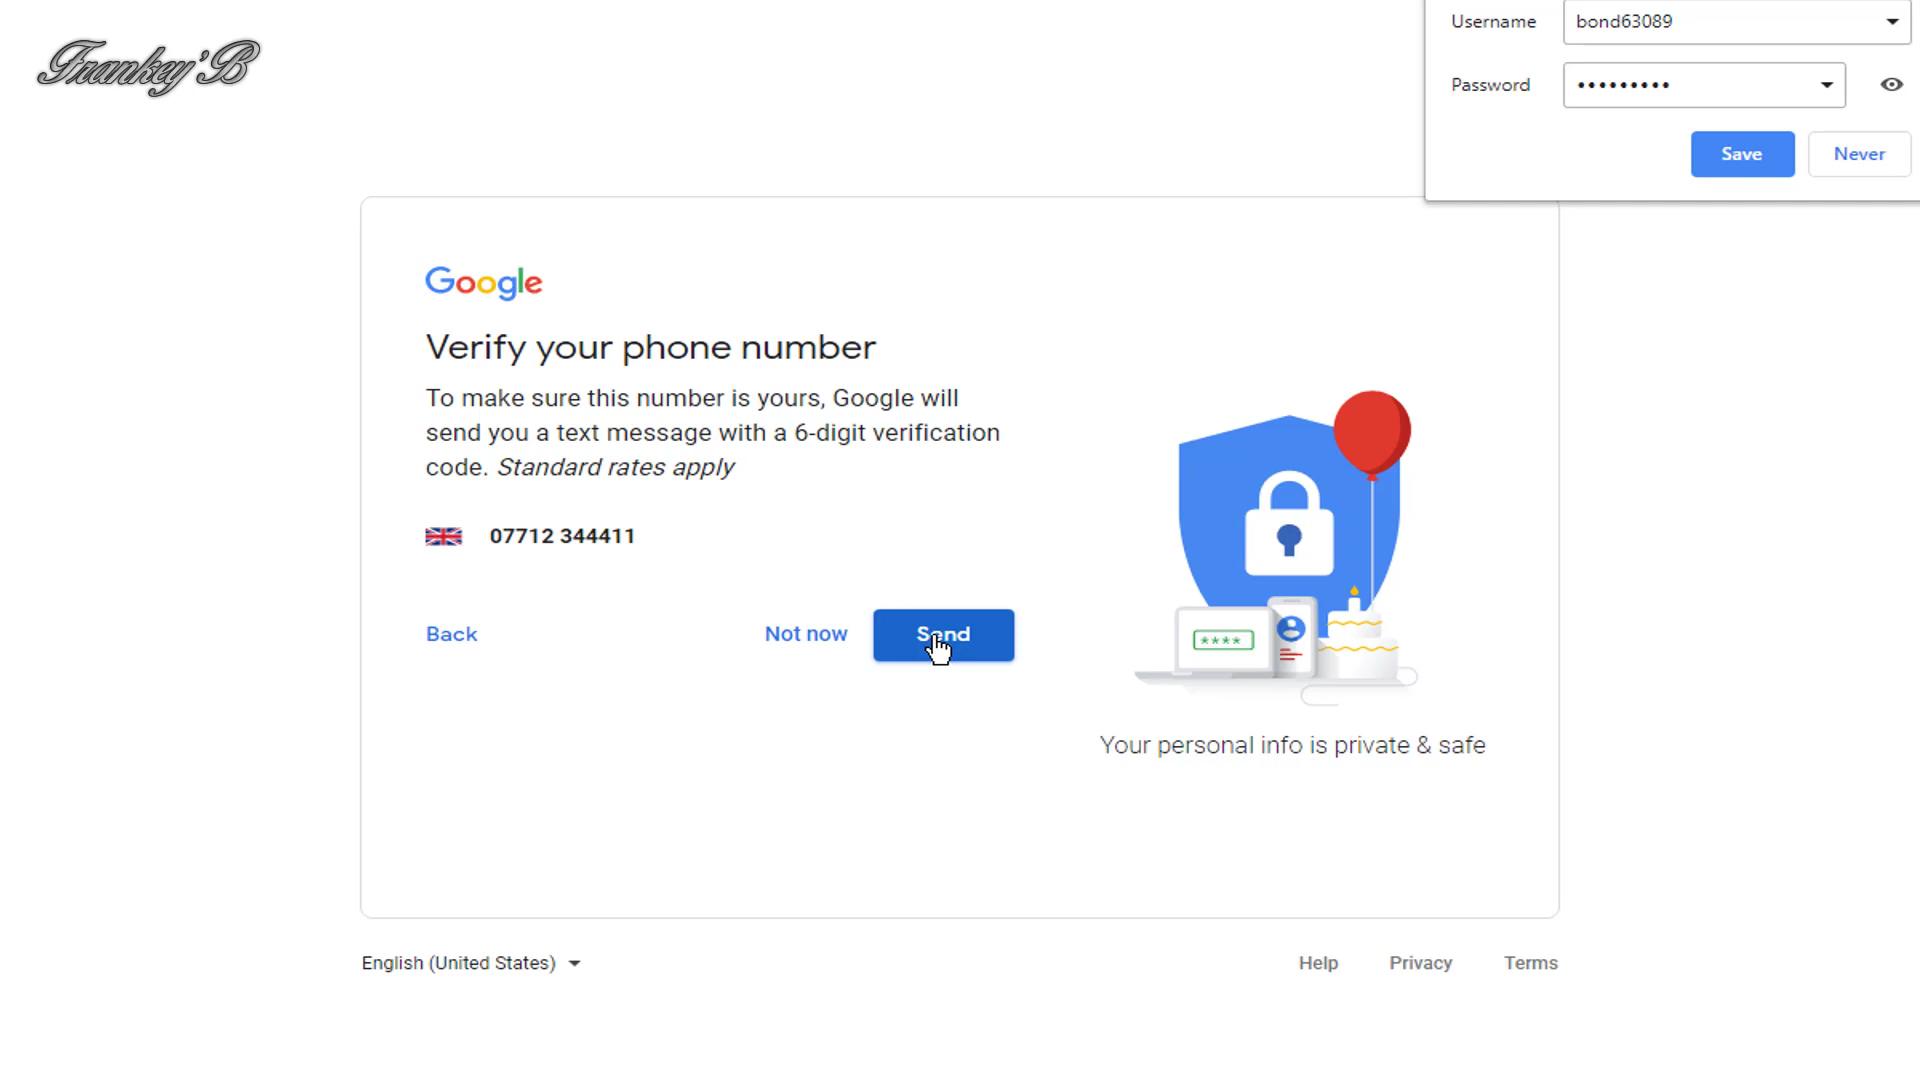 Frankey'B
Username
bond63089
Password
•••••••••
Save
Never
Google
Verify your phone number
To make sure this number is yours, Google will
send you a text message with a 6-digit verification
code. Standard rates apply
07712 344411
Back
Not now
Send
****
Your personal info is private & safe
English (United States)
Help
Privacy
Terms